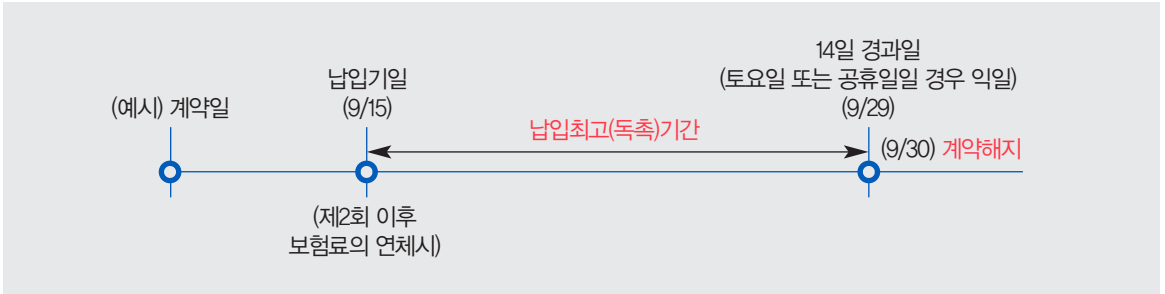 (예시) 계약일
납입기일
(9/15)
(제2회 이후
보험료의 연체시)
납입최고(독촉)기간
14일 경과일
(토요일 또는 공휴일일 경우 익일)
(9/29)
(9/30) 계약해지